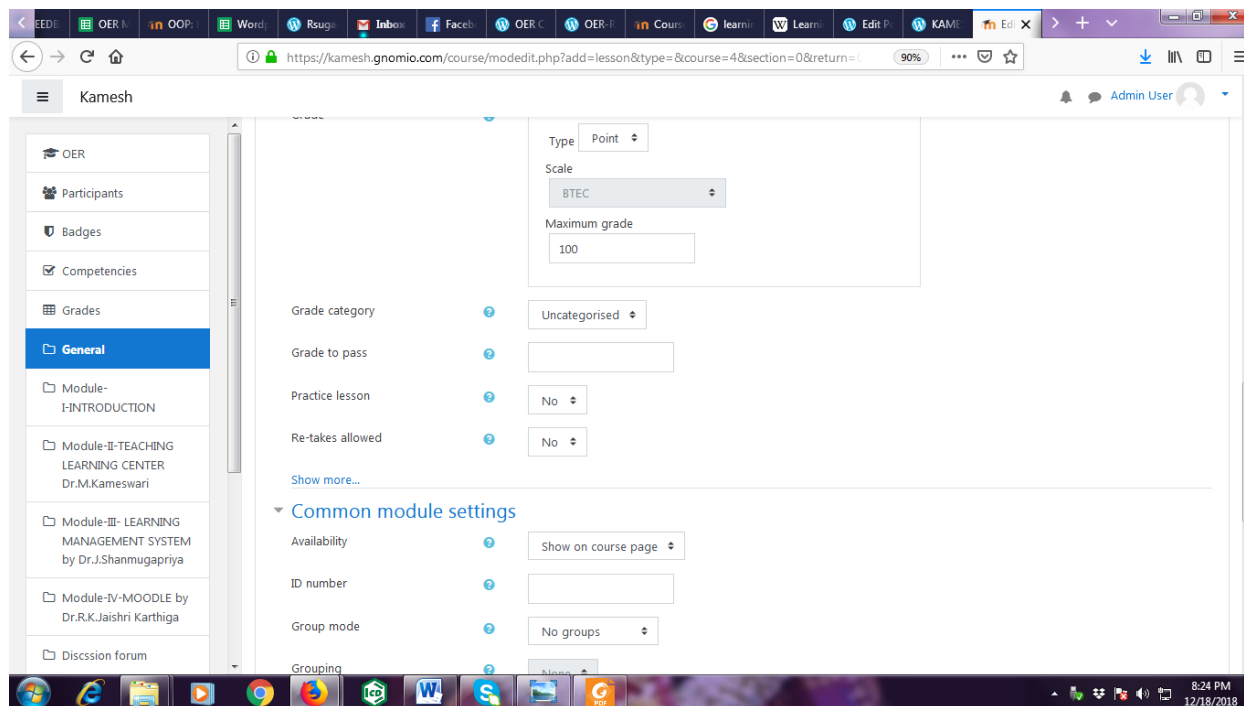 EEDB
OER M
OOP:
Word
Rsuga
Inbox
Faceb
OER C
OER-R
Cours
learnin
Learni
Edit P
KAME
Edi
https://kamesh.gnomio.com/course/modedit.php?add=lesson&type=&course=4&section=0&return=
90%
Kamesh
Admin User
OER
Participants
Badges
Competencies
Grades
General
Module-
I-INTRODUCTION
Module-II-TEACHING
LEARNING CENTER
Dr.M.Kameswari
Module-III- LEARNING
MANAGEMENT SYSTEM
by Dr.J.Shanmugapriya
Module-IV-MOODLE by
Dr.R.K.Jaishri Karthiga
Discssion forum
Type Point
Scale
BTEC
Maximum grade
100
Grade category Uncategorised
Grade to pass
Practice lesson No
Re-takes allowed No
Show more...
Common module settings
Availability Show on course page
ID number
Group mode No groups
Grouping None
8:24 PM
12/18/2018